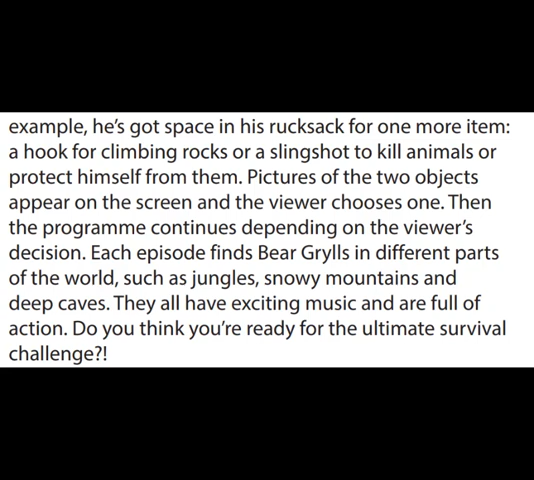 example, he's got space in his rucksack for one more item:
a hook for climbing rocks or a slingshot to kill animals or
protect himself from them. Pictures of the two objects
appear on the screen and the viewer chooses one. Then
the programme continues depending on the viewer's
decision. Each episode finds Bear Grylls in different parts
of the world, such as jungles, snowy mountains and
deep caves. They all have exciting music and are full of
action. Do you think you're ready for the ultimate survival
challenge?!